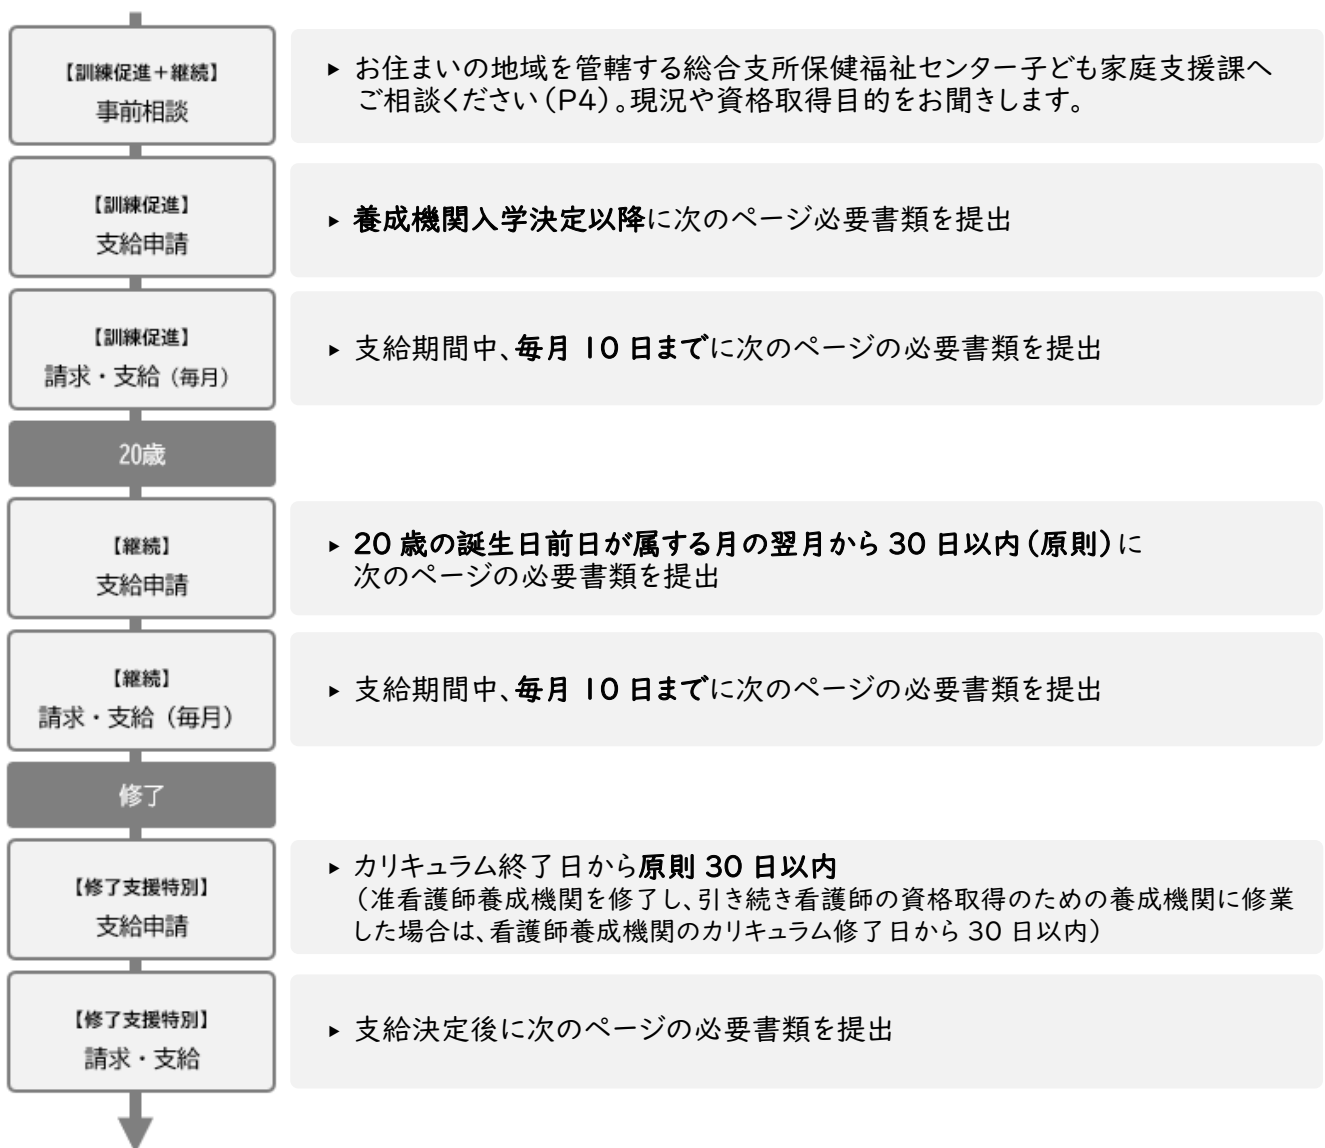 【訓練促進＋継続】
事前相談
▸ お住まいの地域を管轄する総合支所保健福祉センター子ども家庭支援課へ
ご相談ください（P4）。現況や資格取得目的をお聞きします。
【訓練促進】
支給申請
▸ 養成機関入学決定以降に次のページ必要書類を提出
【訓練促進】
請求・支給（毎月）
▸ 支給期間中、毎月 10 日までに次のページの必要書類を提出
20歳
【継続】
支給申請
▸ 20 歳の誕生日前日が属する月の翌月から 30 日以内（原則）に
次のページの必要書類を提出
【継続】
請求・支給（毎月）
▸ 支給期間中、毎月 10 日までに次のページの必要書類を提出
修了
【修了支援特別】
支給申請
▸ カリキュラム終了日から原則 30 日以内
（准看護師養成機関を修了し、引き続き看護師の資格取得のための養成機関に修業
した場合は、看護師養成機関のカリキュラム修了日から 30 日以内）
【修了支援特別】
請求・支給
▸ 支給決定後に次のページの必要書類を提出